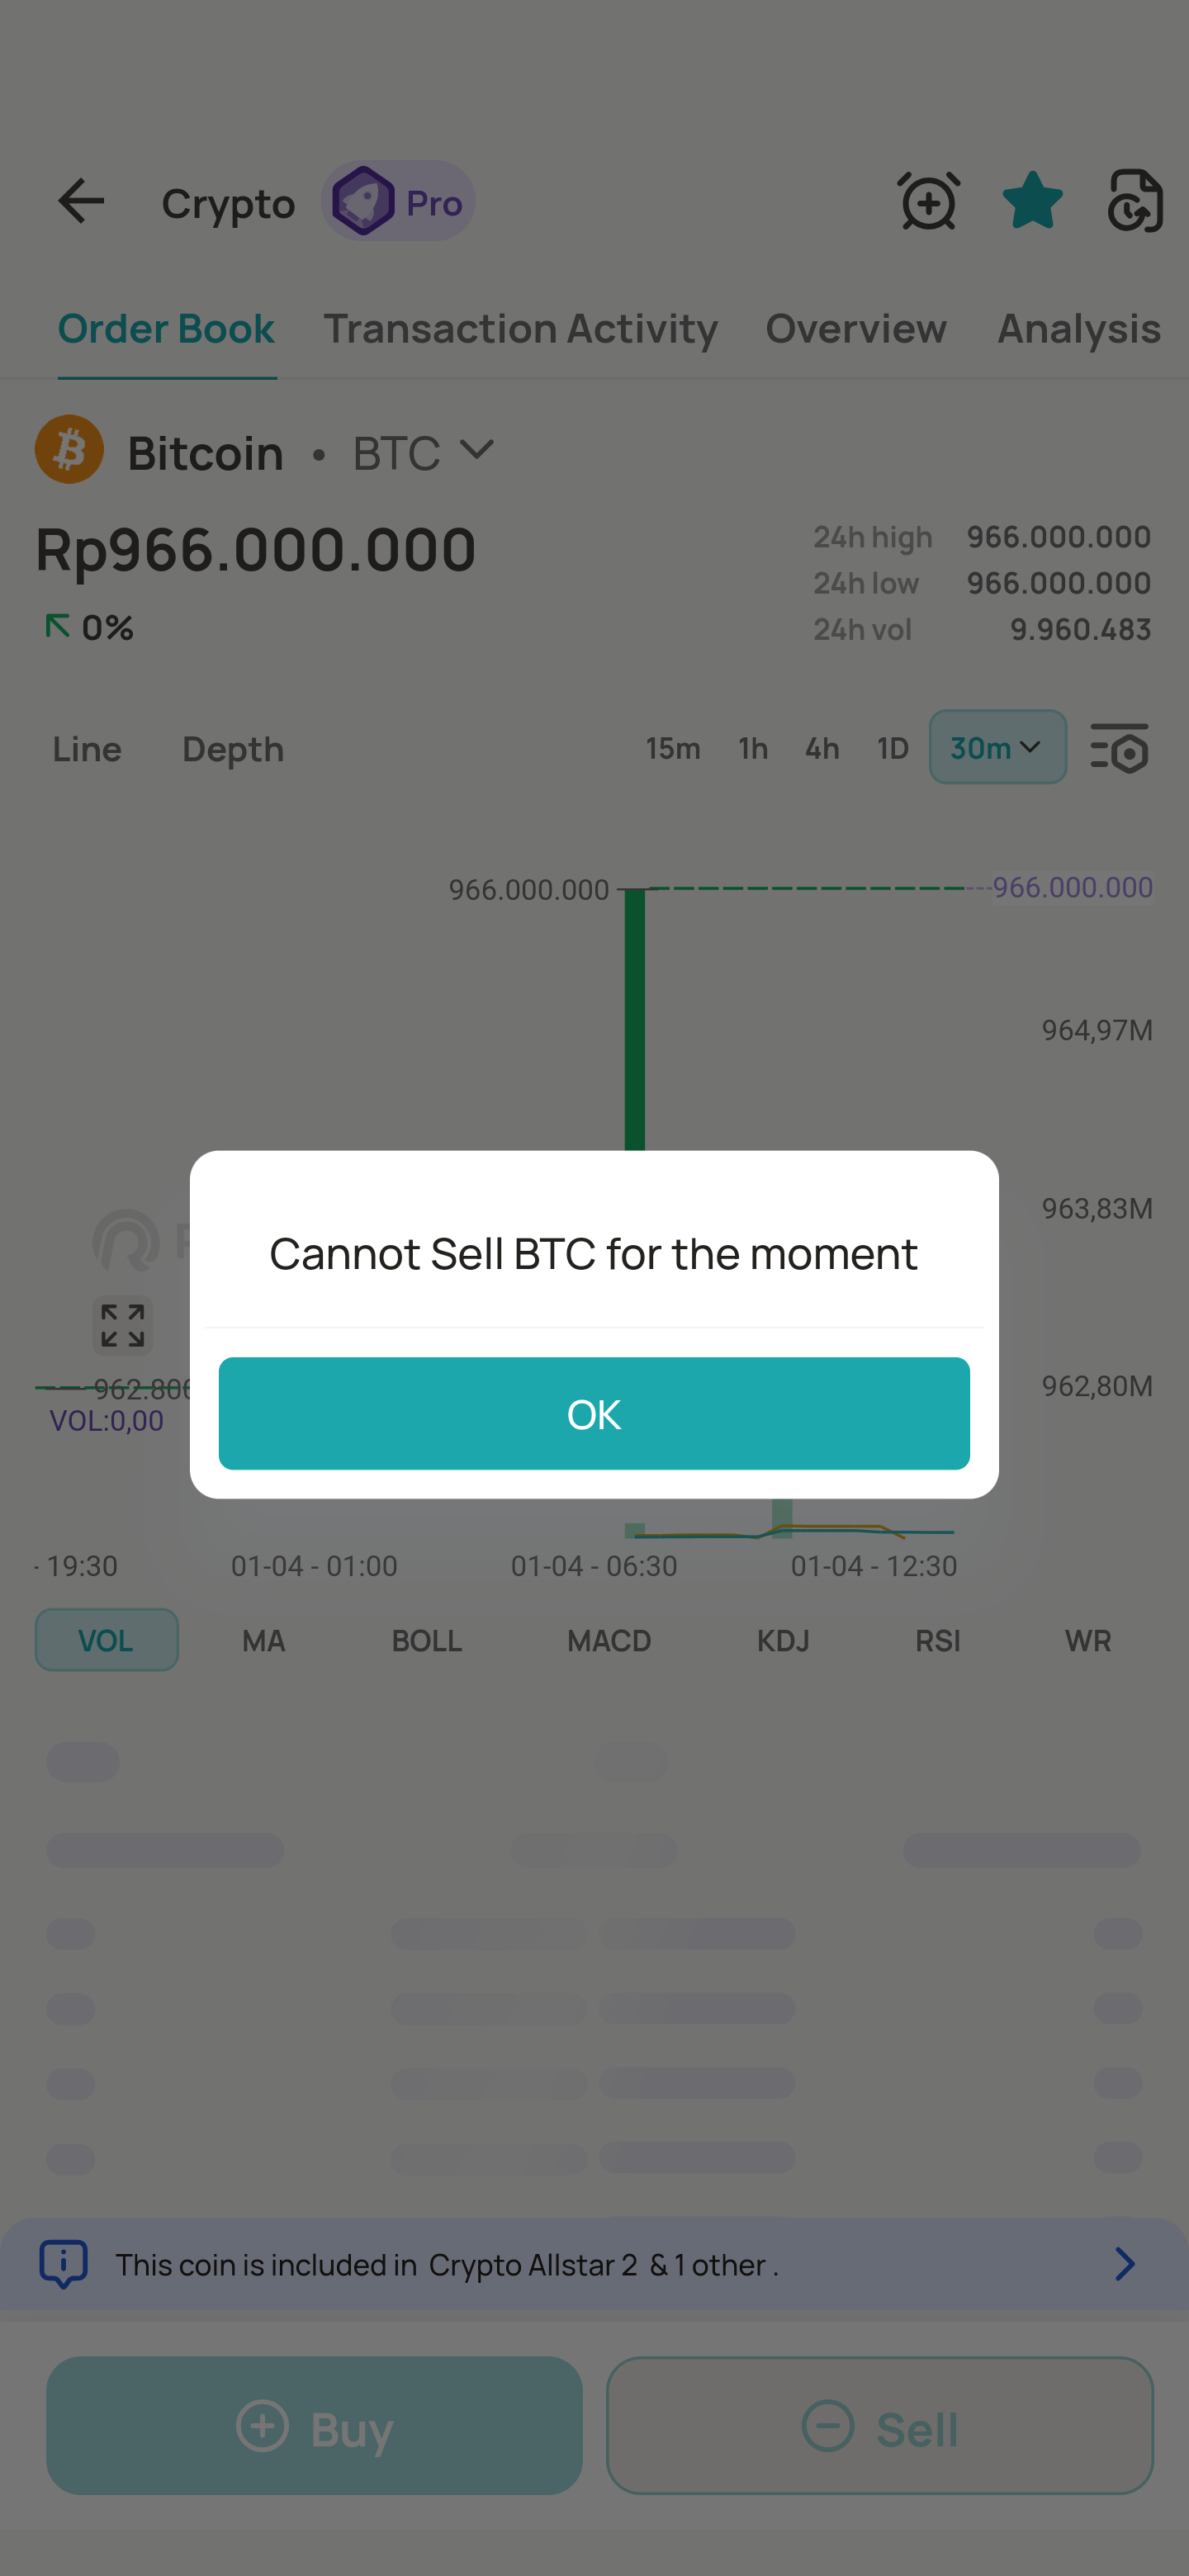 Crypto Pro
Order Book Transaction Activity Overview Analysis
Bitcoin • BTC
Rp966.000.000
0%
24h high 966.000.000
24h low 966.000.000
24h vol 9.960.483
Line Depth 15m 1h 4h 1D 30m
966.000.000 966.000.000
964,97M
963,83M
Cannot Sell BTC for the moment
962,80M
VOL:0,00
OK
- 19:30 01-04 - 01:00 01-04 - 06:30 01-04 - 12:30
VOL MA BOLL MACD KDJ RSI WR
This coin is included in Crypto Allstar 2 & 1 other .
Buy Sell